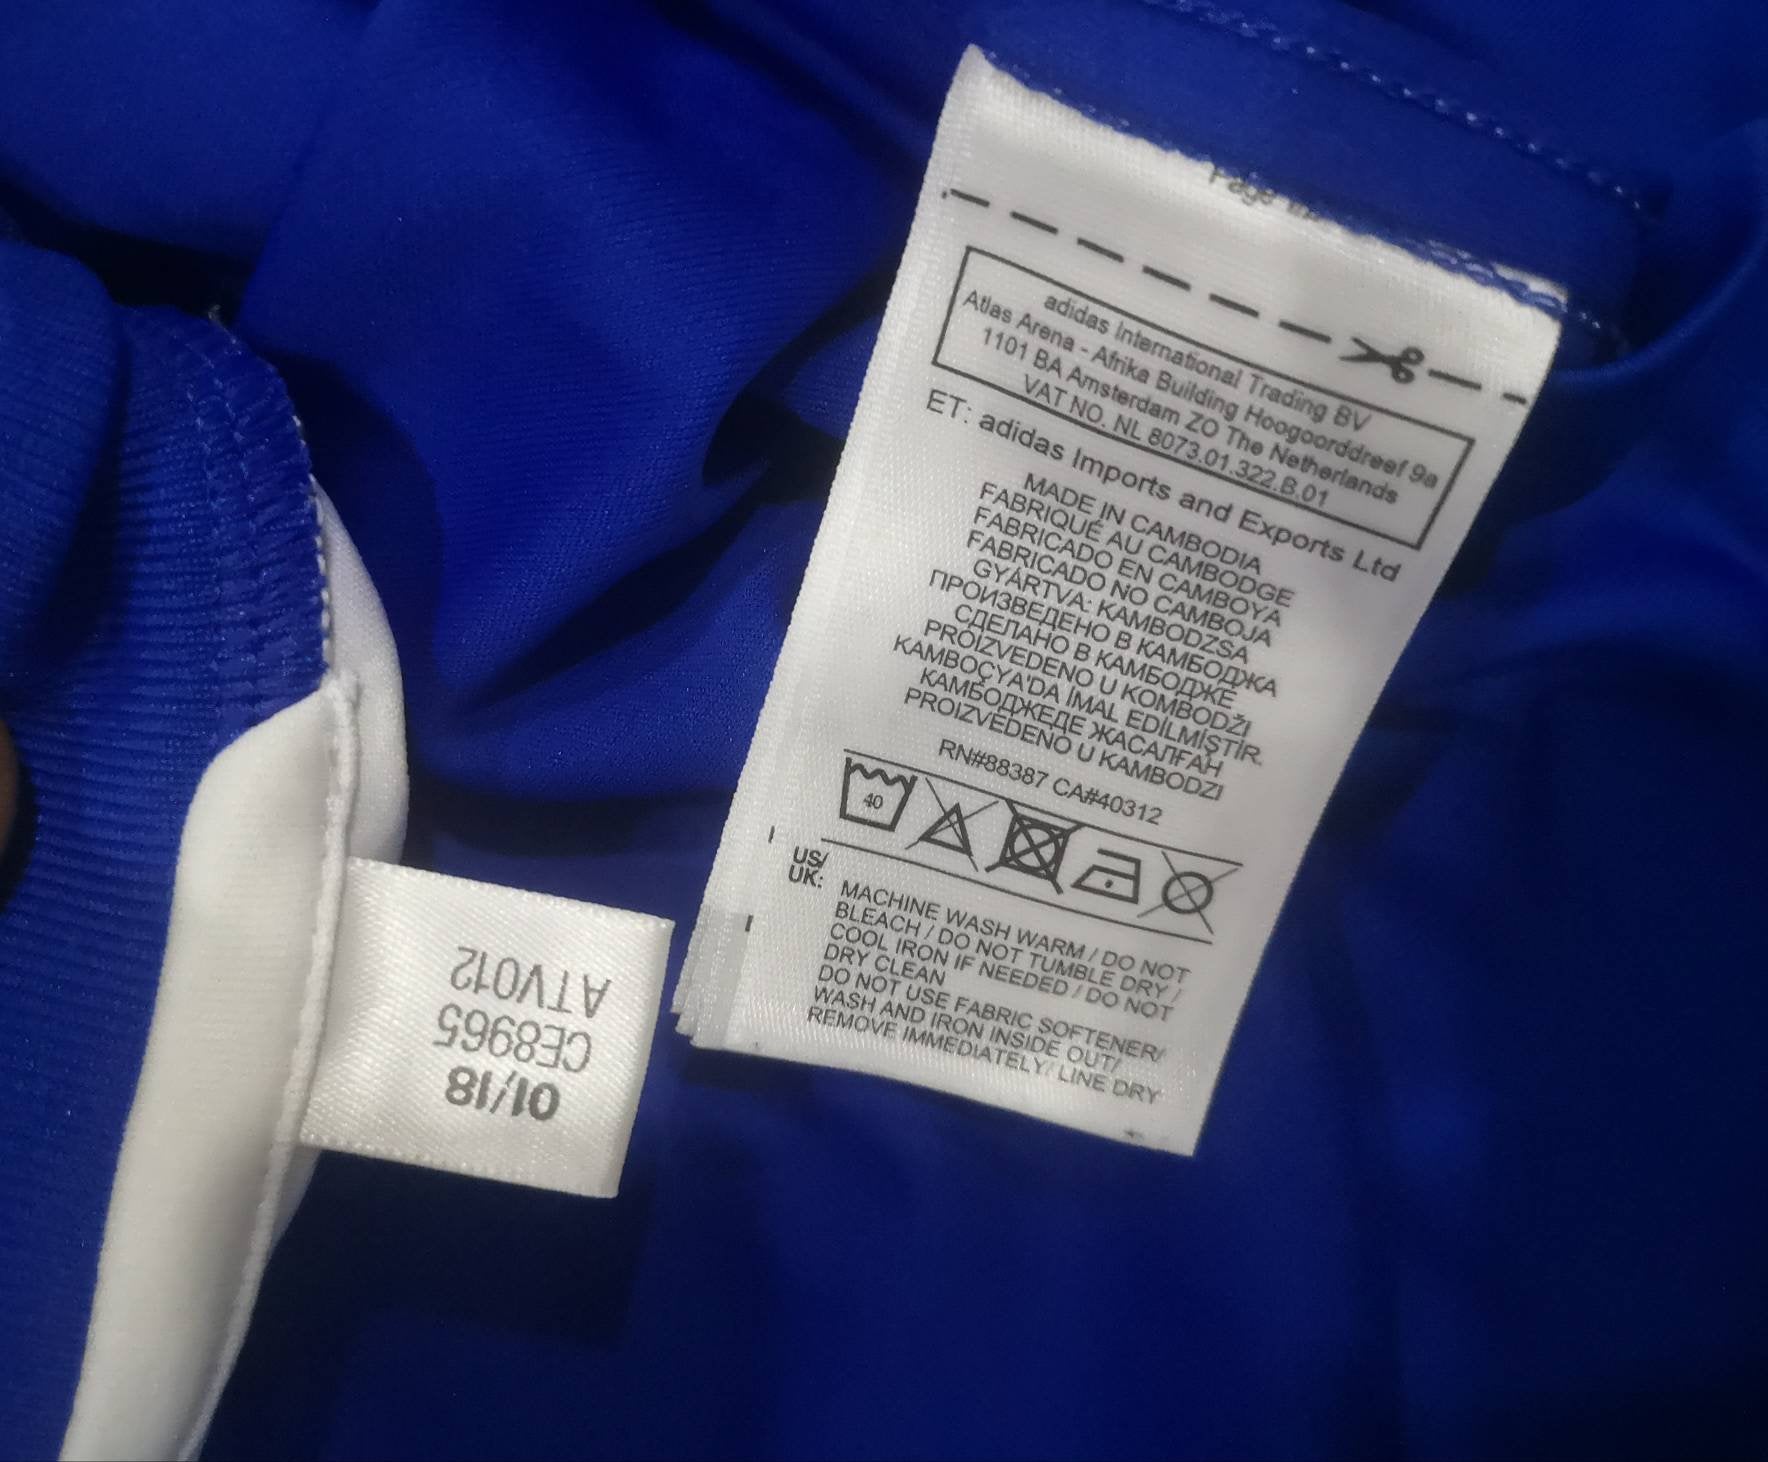 Page
adidas International Trading BV
Atlas Arena - Afrika Building Hoogoorddreef 9a
1101 BA Amsterdam ZO The Netherlands
VAT NO. NL 8073.01.322.B.01
ET: adidas Imports and Exports Ltd
MADE IN CAMBODIA
FABRIQUÉ AU CAMBODGE
FABRICADO EN CAMBOYA
FABRICADO NO CAMBOJA
GYÁRTVA: KAMBODZSA
ПРОИЗВЕДЕНО В КАМБОДЖА
СДЕЛАНО В КАМБОДЖЕ
PROIZVEDENO U KOMBODŽI
KAMBOÇYA'DA İMAL EDİLMİŞTİR.
КАМБОДЖЕДЕ ЖАСАЛҒАН
PROIZVEDENO U KAMBODZI
RN#88387 CA#40312
40
US/
UK:
MACHINE WASH WARM / DO NOT
BLEACH / DO NOT TUMBLE DRY /
COOL IRON IF NEEDED / DO NOT
DRY CLEAN
DO NOT USE FABRIC SOFTENER/
WASH AND IRON INSIDE OUT/
REMOVE IMMEDIATELY/ LINE DRY
01/18
CE8965
ATV012